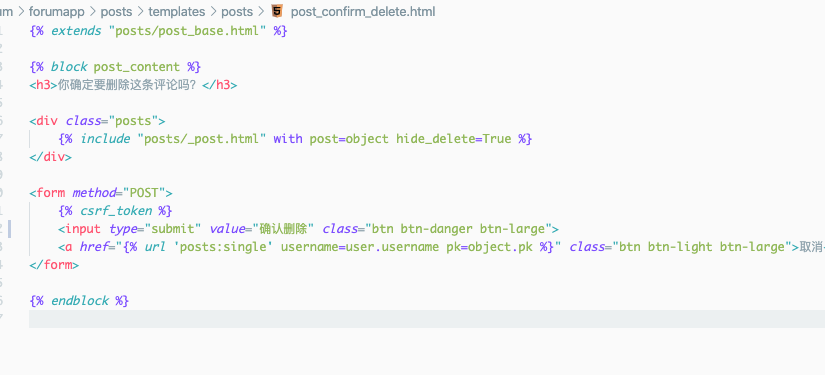 um > forumapp > posts > templates > posts > post_confirm_delete.html
{% extends "posts/post_base.html" %}
{% block post_content %}
<h3>你确定要删除这条评论吗？</h3>
<div class="posts">
{% include "posts/_post.html" with post=object hide_delete=True %}
</div>
<form method="POST">
{% csrf_token %}
<input type="submit" value="确认删除" class="btn btn-danger btn-large">
<a href="{% url 'posts:single' username=user.username pk=object.pk %}" class="btn btn-light btn-large">取消
</form>
{% endblock %}